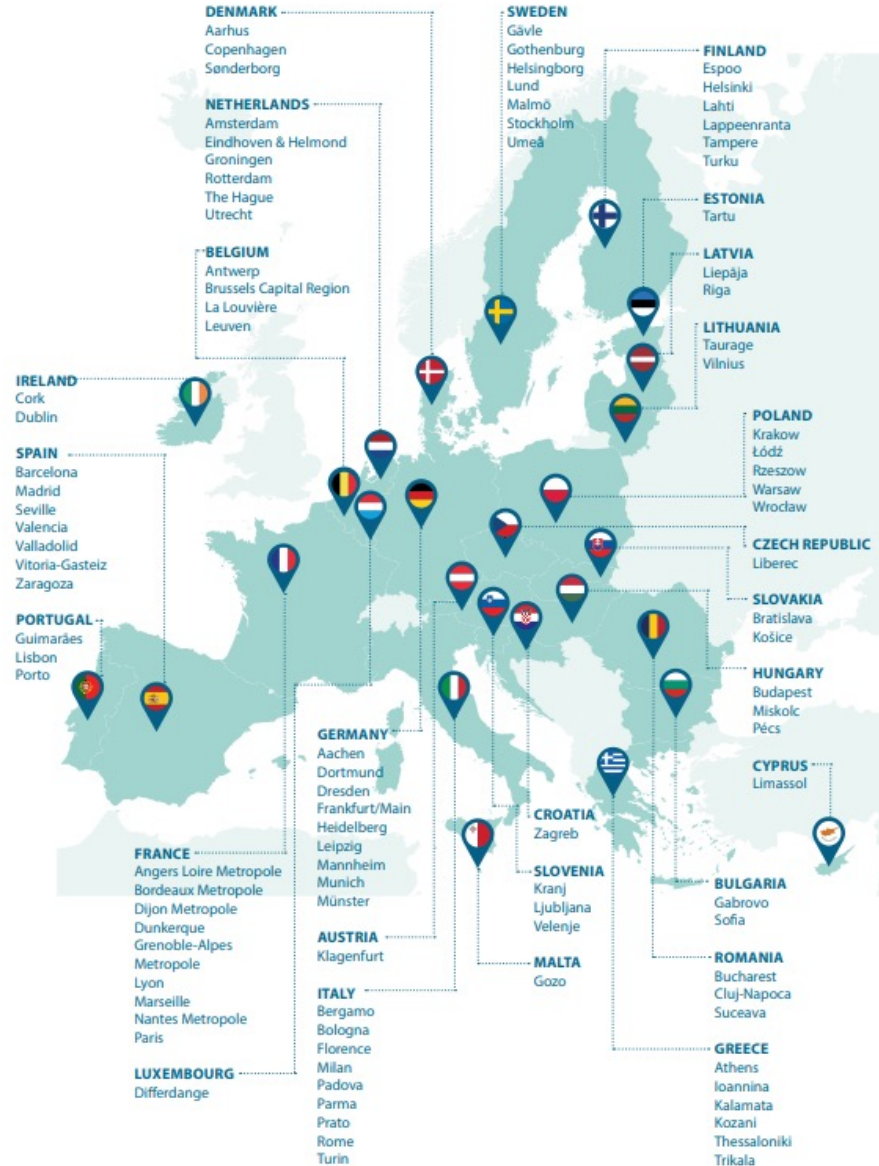 DENMARK
Aarhus
Copenhagen
Sønderborg
NETHERLANDS
Amsterdam
Eindhoven & Helmond
Groningen
Rotterdam
The Hague
Utrecht
BELGIUM
Antwerp
Brussels Capital Region
La Louvière
Leuven
IRELAND
Cork
Dublin
SPAIN
Barcelona
Madrid
Seville
Valencia
Valladolid
Vitoria-Gasteiz
Zaragoza
PORTUGAL
Guimarães
Lisbon
Porto
SWEDEN
Gävle
Gothenburg
Helsingborg
Lund
Malmö
Stockholm
Umeå
FINLAND
Espoo
Helsinki
Lahti
Lappeenranta
Tampere
Turku
ESTONIA
Tartu
LATVIA
Liepāja
Riga
LITHUANIA
Taurage
Vilnius
POLAND
Krakow
Łódź
Rzeszow
Warsaw
Wrocław
CZECH REPUBLIC
Liberec
SLOVAKIA
Bratislava
Košice
HUNGARY
Budapest
Miskolc
Pécs
CYPRUS
Limassol
FRANCE
Angers Loire Metropole
Bordeaux Metropole
Dijon Metropole
Dunkerque
Grenoble-Alpes
Metropole
Lyon
Marseille
Nantes Metropole
Paris
LUXEMBOURG
Differdange
GERMANY
Aachen
Dortmund
Dresden
Frankfurt/Main
Heidelberg
Leipzig
Mannheim
Munich
Münster
AUSTRIA
Klagenfurt
ITALY
Bergamo
Bologna
Florence
Milan
Padova
Parma
Prato
Rome
Turin
CROATIA
Zagreb
SLOVENIA
Kranj
Ljubljana
Velenje
MALTA
Gozo
BULGARIA
Gabrovo
Sofia
ROMANIA
Bucharest
Cluj-Napoca
Suceava
GREECE
Athens
Ioannina
Kalamata
Kozani
Thessaloniki
Trikala